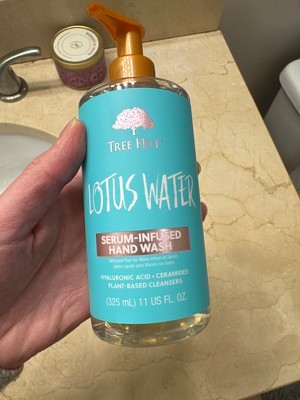 TREE HUT
LOTUS WATER
SERUM-INFUSED
HAND WASH
HYALURONIC ACID • CERAMIDES
PLANT-BASED CLEANSERS
(325 mL) 11 US FL. OZ.